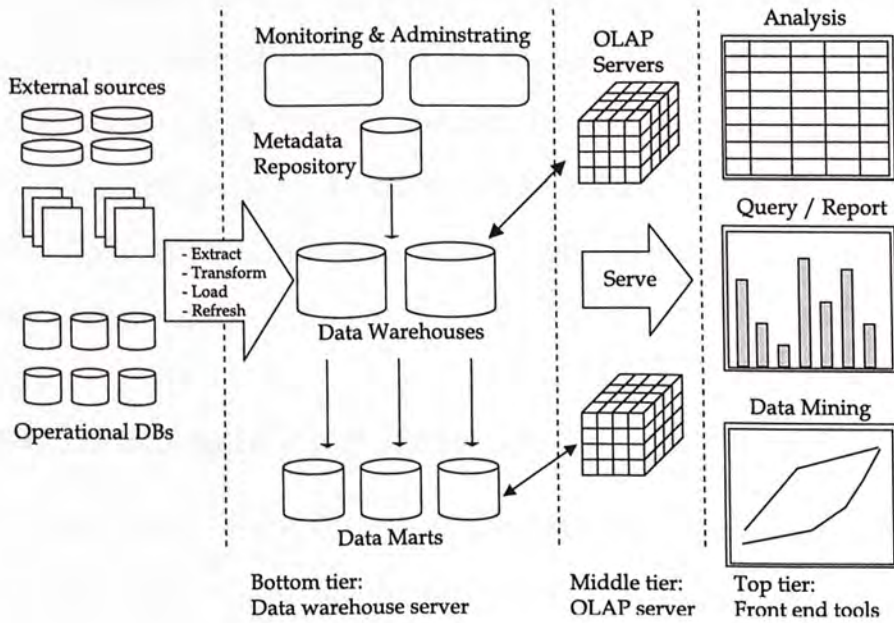 External sources
Operational DBs
- Extract
- Transform
- Load
- Refresh
Monitoring & Adminstrating
Metadata
Repository
Data Warehouses
Data Marts
Bottom tier:
Data warehouse server
OLAP
Servers
Serve
Middle tier:
OLAP server
Analysis
Query / Report
Data Mining
Top tier:
Front end tools